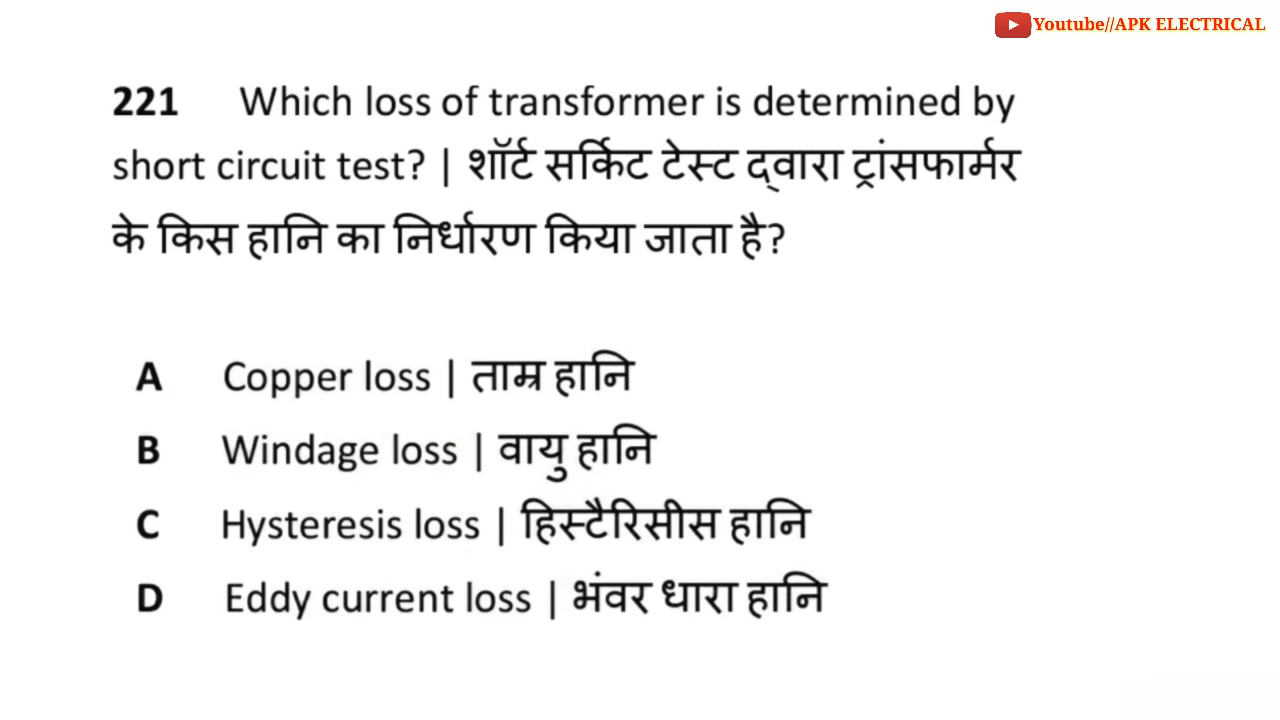 Youtube//APK ELECTRICAL
221 Which loss of transformer is determined by
short circuit test? | शॉर्ट सर्किट टेस्ट द्‌वारा ट्रांसफार्मर
के किस हानि का निर्धारण किया जाता है?
A Copper loss | ताम्र हानि
B Windage loss | वायु हानि
C Hysteresis loss | हिस्टैरिसीस हानि
D Eddy current loss | भंवर धारा हानि